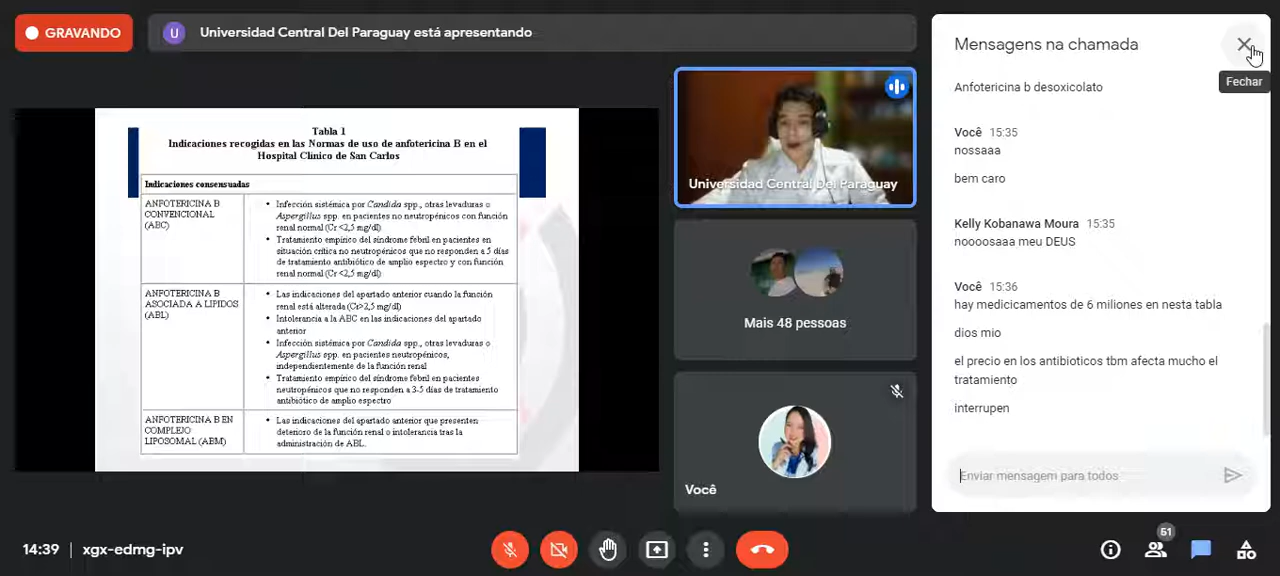 GRAVANDO
U
Universidad Central Del Paraguay está apresentando
Tabla 1
Indicaciones recogidas en las Normas de uso de anfotericina B en el
Hospital Clínico de San Carlos
Indicaciones consensuadas
ANFOTERICINA B
CONVENCIONAL
(ABC)
• Infección sistémica por Candida spp., otras levaduras o
Aspergillus spp. en pacientes no neutropénicos con función
renal normal (Cr <2,5 mg/dl)
• Tratamiento empírico del síndrome febril en pacientes en
situación crítica no neutropénicos que no responden a 5 días
de tratamiento antibiótico de amplio espectro y con función
renal normal (Cr <2,5 mg/dl)
ANFOTERICINA B
ASOCIADA A LIPIDOS
(ABL)
• Las indicaciones del apartado anterior cuando la función
renal está alterada (Cr>2,5 mg/dl)
• Intolerancia a la ABC en las indicaciones del apartado
anterior
• Infección sistémica por Candida spp., otras levaduras o
Aspergillus spp. en pacientes neutropénicos,
independientemente de la función renal
• Tratamiento empírico del síndrome febril en pacientes
neutropénicos que no responden a 3-5 días de tratamiento
antibiótico de amplio espectro
ANFOTERICINA B EN
COMPLEJO
LIPOSOMAL (ABM)
• Las indicaciones del apartado anterior que presenten
deterioro de la función renal o intolerancia tras la
administración de ABL.
Universidad Central Del Paraguay
Mais 48 pessoas
Você
Mensagens na chamada
Fechar
Anfotericina b desoxicolato
Você 15:35
nossaaa
bem caro
Kelly Kobanawa Moura 15:35
noooosaaa meu DEUS
Você 15:36
hay medicicamentos de 6 miliones en nesta tabla
dios mio
el precio en los antibioticos tbm afecta mucho el
tratamiento
interrupen
Enviar mensagem para todos
14:39 | xgx-edmg-ipv
51